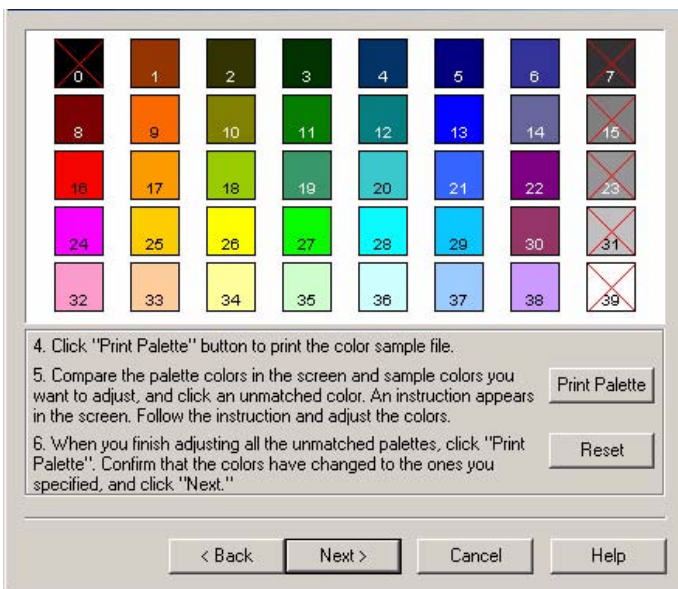 0 1 2 3 4 5 6 7
8 9 10 11 12 13 14 15
16 17 18 19 20 21 22 23
24 25 26 27 28 29 30 31
32 33 34 35 36 37 38 39
4. Click "Print Palette" button to print the color sample file.
5. Compare the palette colors in the screen and sample colors you
want to adjust, and click an unmatched color. An instruction appears
in the screen. Follow the instruction and adjust the colors.
Print Palette
6. When you finish adjusting all the unmatched palettes, click "Print
Palette". Confirm that the colors have changed to the ones you
specified, and click "Next."
Reset
< Back Next > Cancel Help